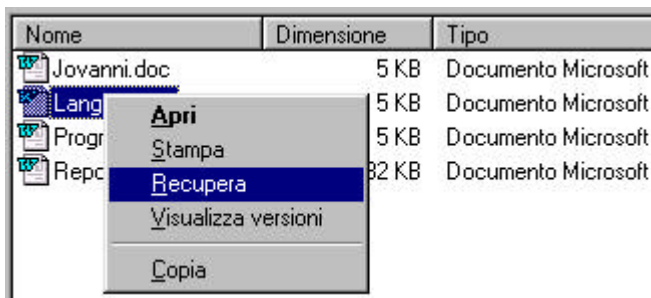 Nome Dimensione Tipo
Jovanni.doc 5 KB Documento Microsoft
Lang 5 KB Documento Microsoft
Apri
Progr 5 KB Documento Microsoft
Stampa
Repo 32 KB Documento Microsoft
Recupera
Visualizza versioni
Copia